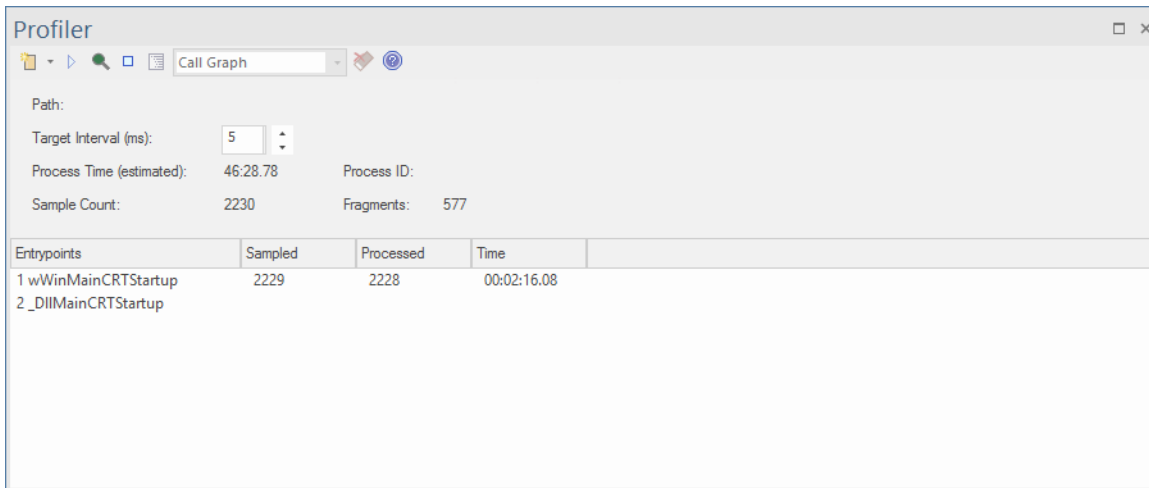 Profiler
Call Graph
Path:
Target Interval (ms): 5
Process Time (estimated): 46:28.78 Process ID:
Sample Count: 2230 Fragments: 577
Entrypoints Sampled Processed Time
1 wWinMainCRTStartup 2229 2228 00:02:16.08
2 _DllMainCRTStartup